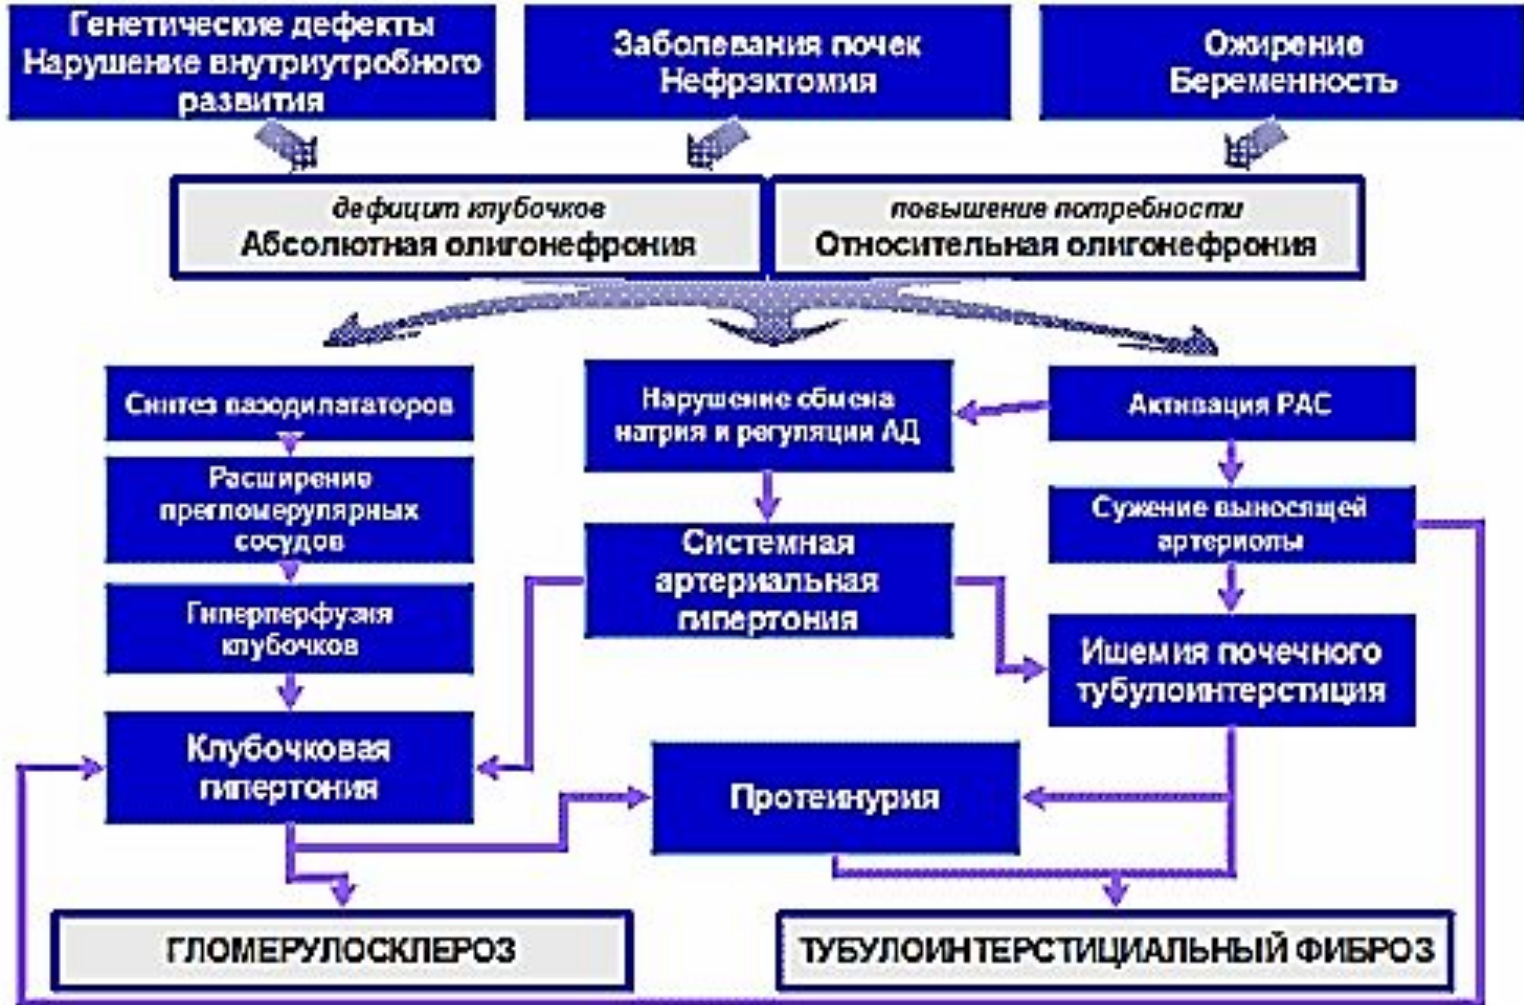 Генетические дефекты
Нарушение внутриутробного
развития
Заболевания почек
Нефрэктомия
Ожирение
Беременность
дефицит клубочков
Абсолютная олигонефрония
повышение потребности
Относительная олигонефрония
Синтез вазодилататоров
Нарушение обмена
натрия и регуляции АД
Активация РАС
Расширение
прегломерулярных
сосудов
Системная
артериальная
гипертония
Сужение выносящей
артериолы
Гиперперфузия
клубочков
Ишемия почечного
тубулоинтерстиция
Клубочковая
гипертония
Протеинурия
ГЛОМЕРУЛОСКЛЕРОЗ
ТУБУЛОИНТЕРСТИЦИАЛЬНЫЙ ФИБРОЗ